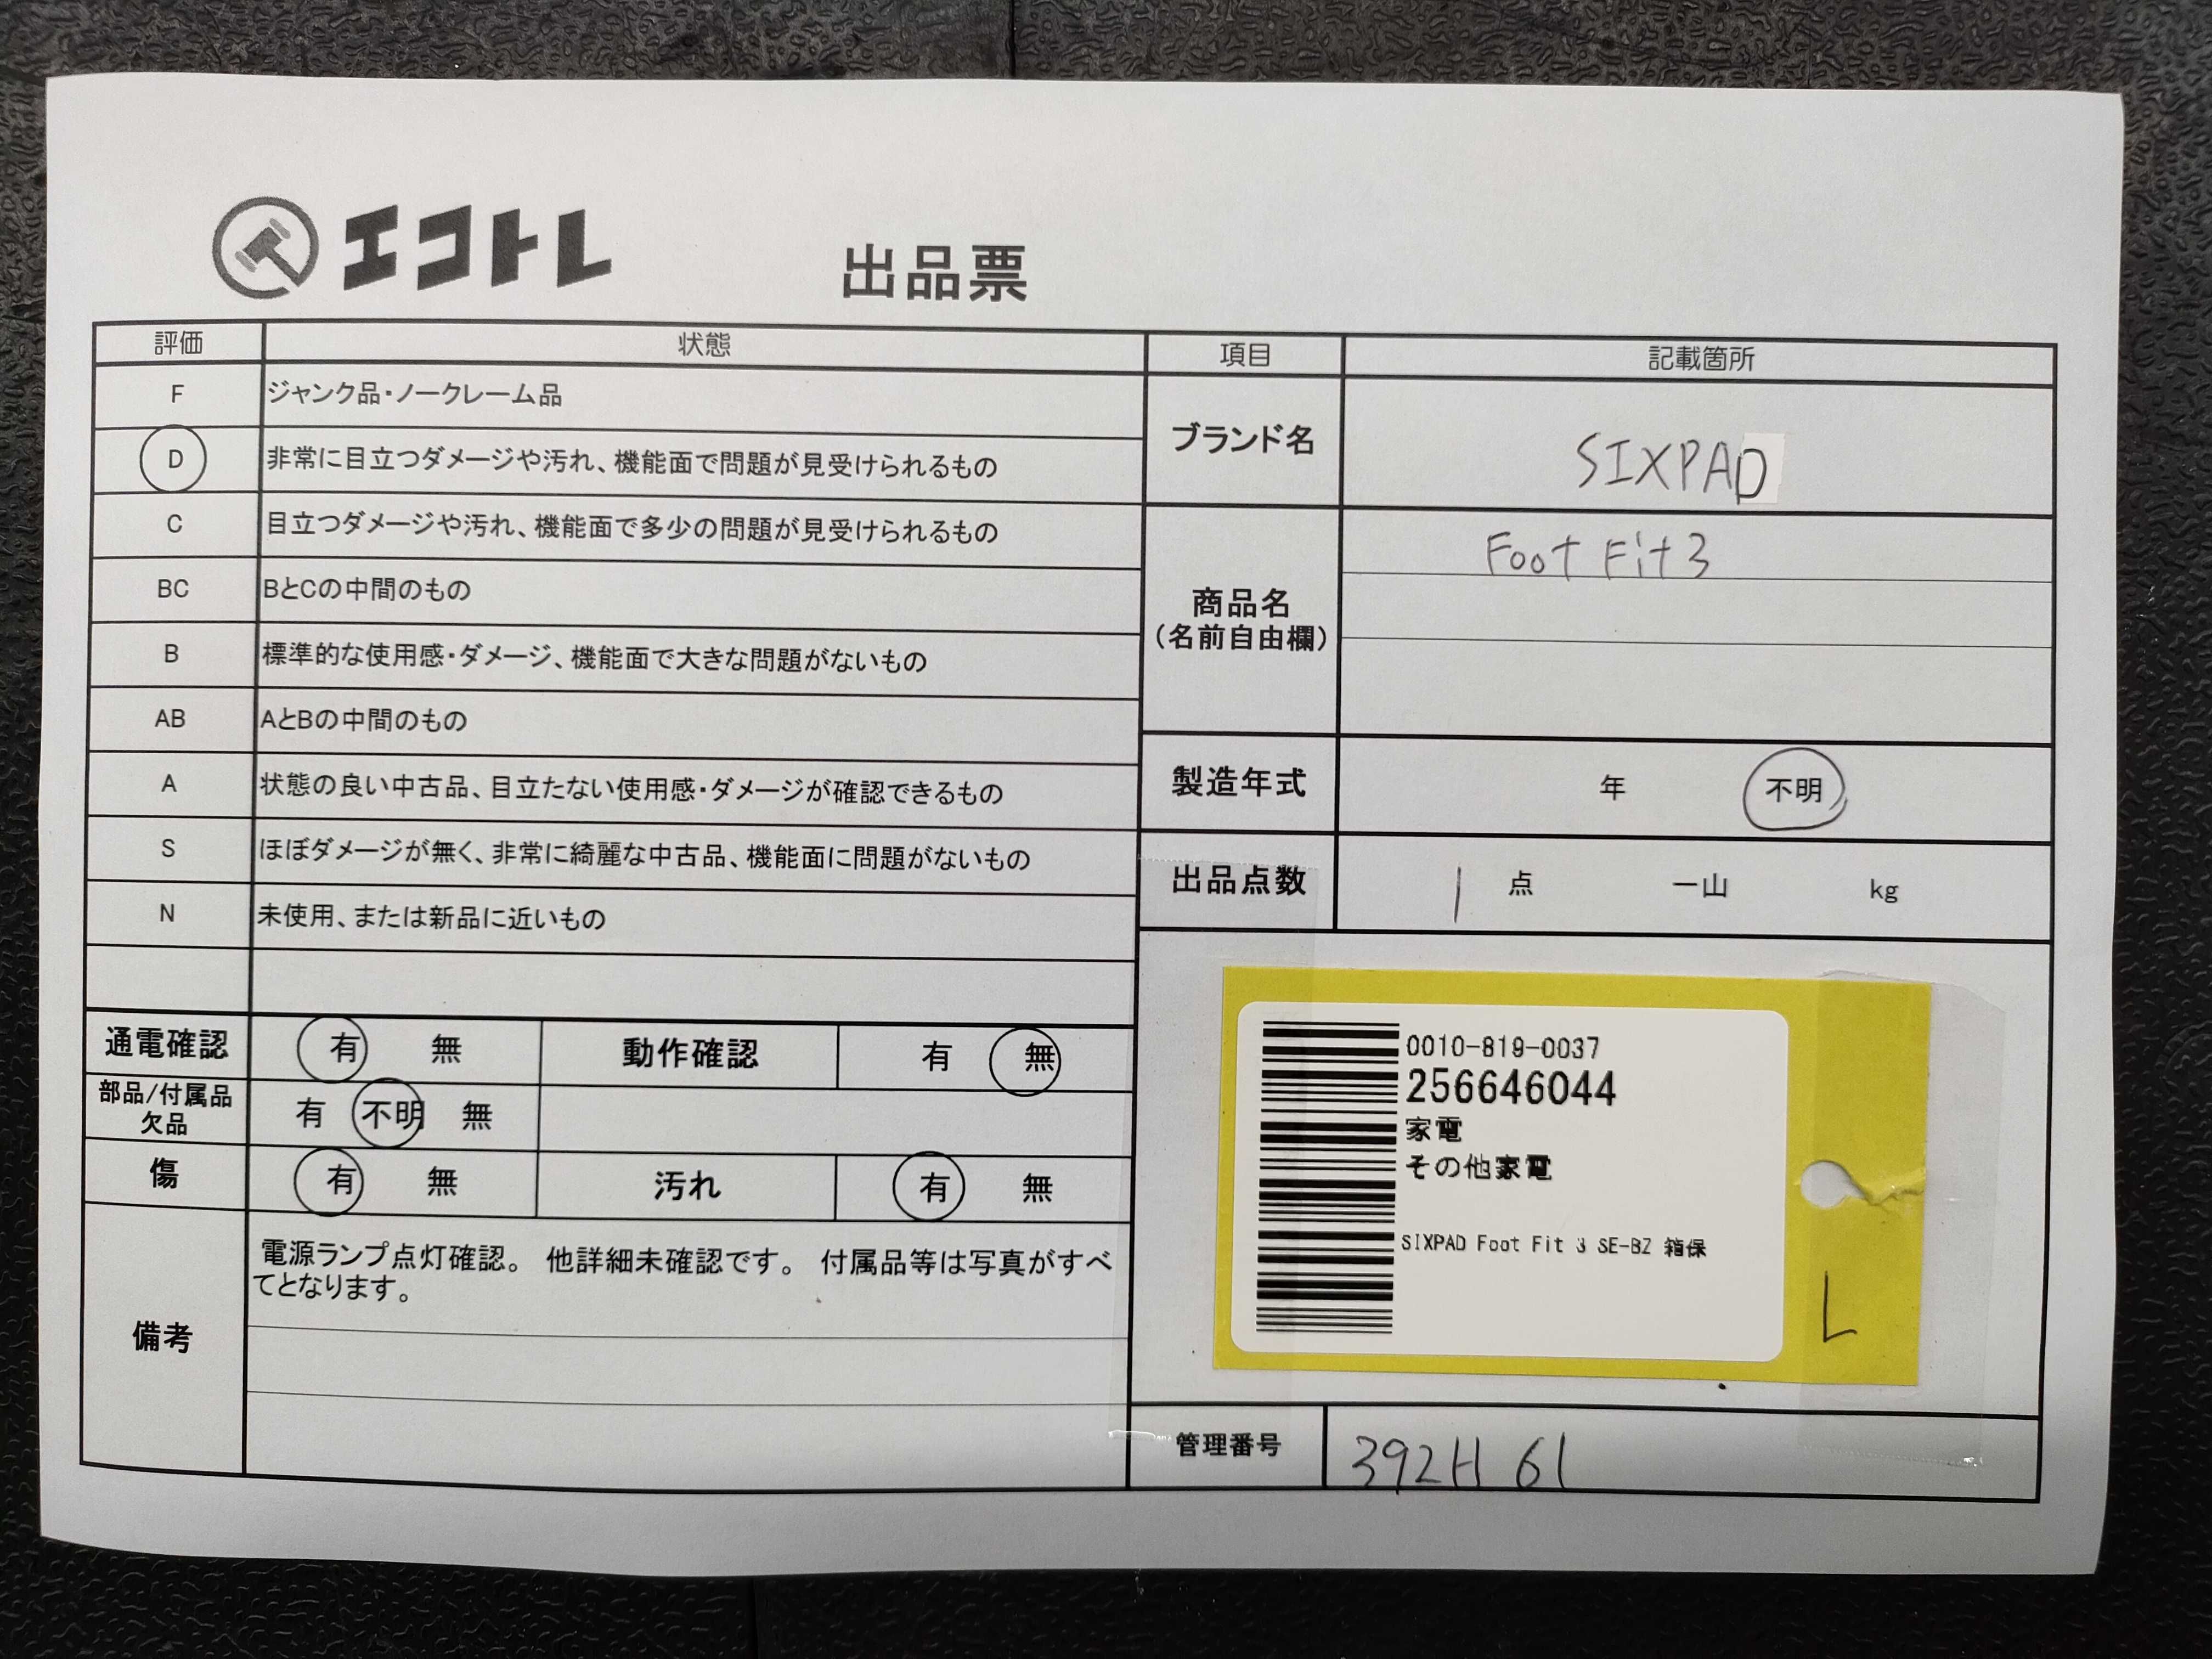 エコトレ
出品票
評価 状態
F ジャンク品・ノークレーム品
D 非常に目立つダメージや汚れ、機能面で問題が見受けられるもの
C 目立つダメージや汚れ、機能面で多少の問題が見受けられるもの
BC BとCの中間のもの
B 標準的な使用感・ダメージ、機能面で大きな問題がないもの
AB AとBの中間のもの
A 状態の良い中古品、目立たない使用感・ダメージが確認できるもの
S ほぼダメージが無く、非常に綺麗な中古品、機能面に問題がないもの
N 未使用、または新品に近いもの
通電確認 有 無 動作確認 有 無
部品/付属品
欠品 有 不明 無
傷 有 無 汚れ 有 無
備考
電源ランプ点灯確認。 他詳細未確認です。 付属品等は写真がすべ
てとなります。
項目 記載箇所
ブランド名 SIXPAD
商品名
(名前自由欄)
Foot Fit 3
製造年式 年 不明
出品点数 1 点 一山 kg
0010-819-0037
256646044
家電
その他家電
SIXPAD Foot Fit 3 SE-BZ 箱保
L
管理番号 392H 61